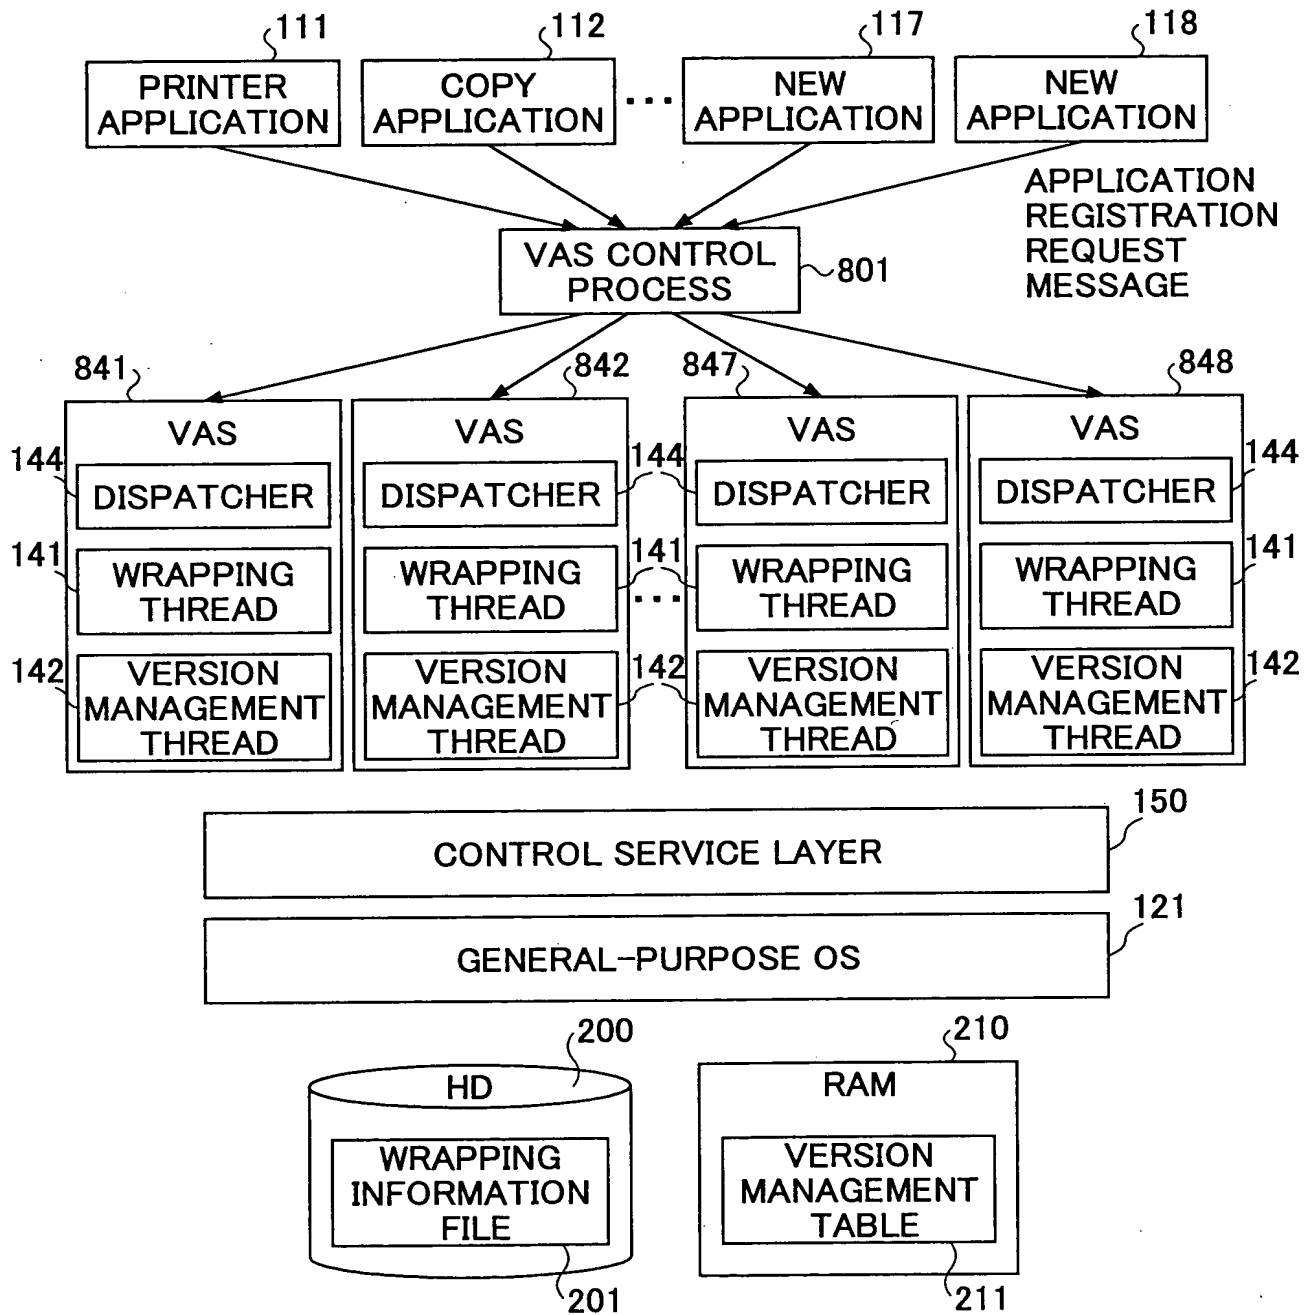 111
112
117
118
PRINTER
APPLICATION
COPY
APPLICATION
...
NEW
APPLICATION
NEW
APPLICATION
APPLICATION
REGISTRATION
REQUEST
MESSAGE
VAS CONTROL
PROCESS
801
841
842
847
848
VAS
VAS
VAS
VAS
144
DISPATCHER
DISPATCHER
144
DISPATCHER
DISPATCHER
144
141
WRAPPING
THREAD
WRAPPING
THREAD
141
...
WRAPPING
THREAD
WRAPPING
THREAD
141
142
VERSION
MANAGEMENT
THREAD
VERSION
MANAGEMENT
THREAD
142
VERSION
MANAGEMENT
THREAD
VERSION
MANAGEMENT
THREAD
142
150
CONTROL SERVICE LAYER
121
GENERAL-PURPOSE OS
200
HD
WRAPPING
INFORMATION
FILE
201
210
RAM
VERSION
MANAGEMENT
TABLE
211